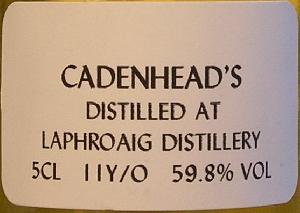 CADENHEAD'S
DISTILLED AT
LAPHROAIG DISTILLERY
5CL 11Y/O 59.8% VOL